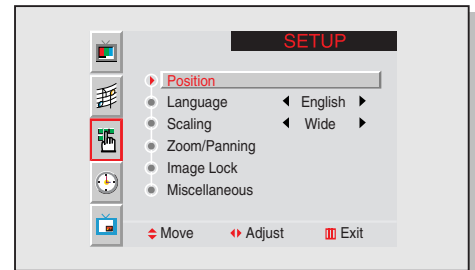 SETUP
Position
Language English
Scaling Wide
Zoom/Panning
Image Lock
Miscellaneous
Move Adjust Exit